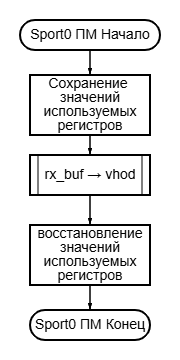 Sport0 ПМ Начало
Сохранение
значений
используемых
регистров
rx_buf → vhod
восстановление
значений
используемых
регистров
Sport0 ПМ Конец